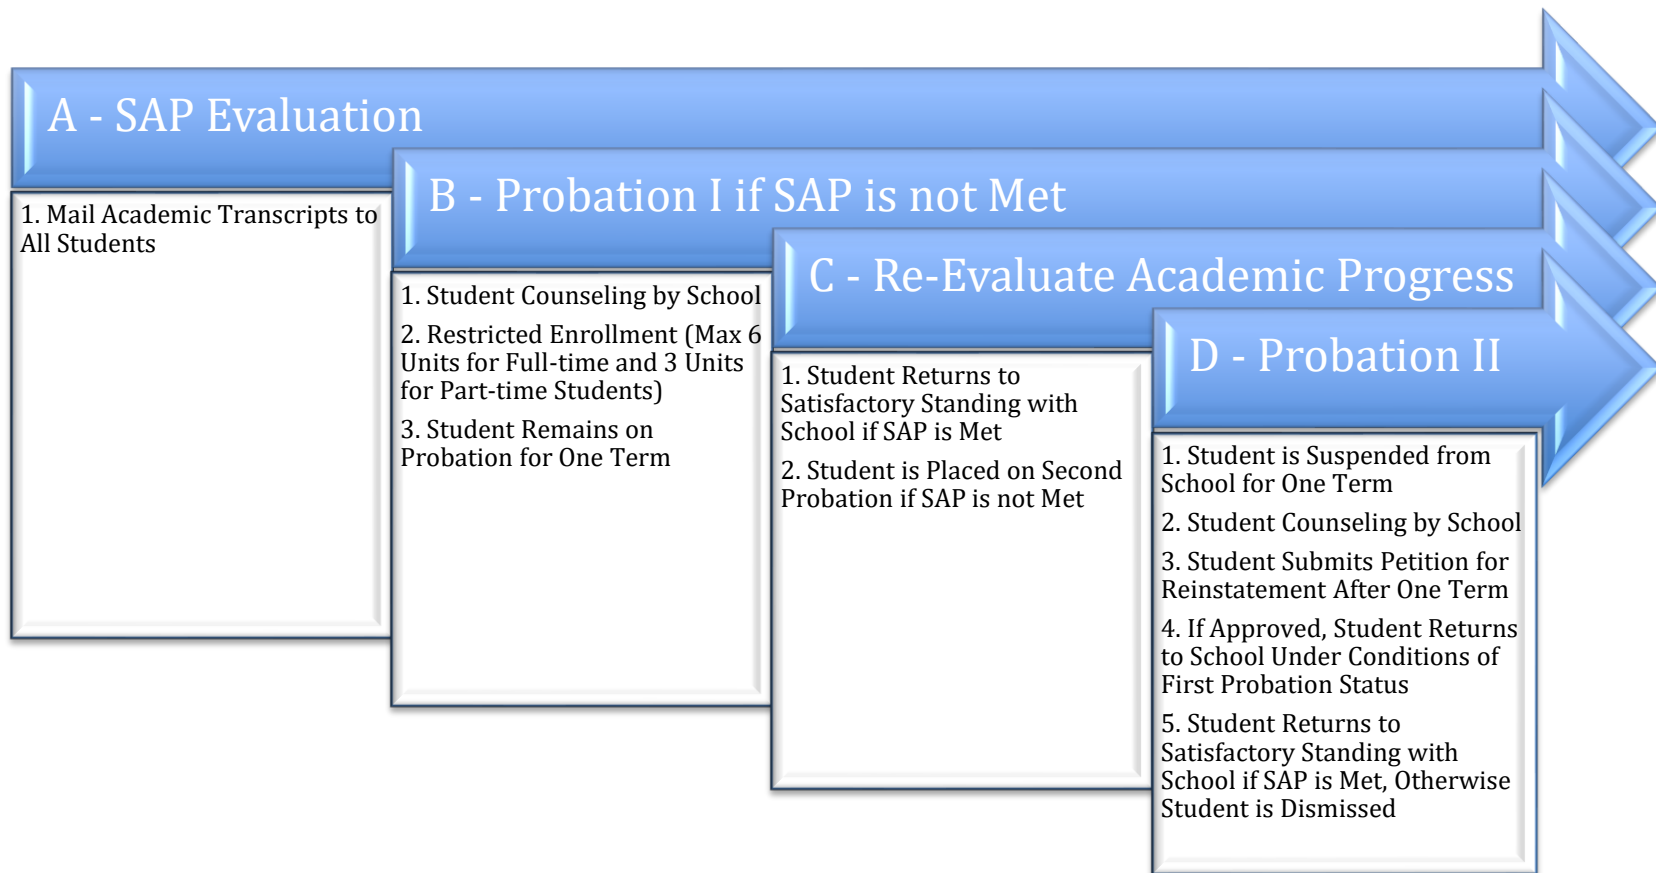 A - SAP Evaluation
1. Mail Academic Transcripts to
All Students
B - Probation I if SAP is not Met
1. Student Counseling by School
2. Restricted Enrollment (Max 6
Units for Full-time and 3 Units
for Part-time Students)
3. Student Remains on
Probation for One Term
C - Re-Evaluate Academic Progress
1. Student Returns to
Satisfactory Standing with
School if SAP is Met
2. Student is Placed on Second
Probation if SAP is not Met
D - Probation II
1. Student is Suspended from
School for One Term
2. Student Counseling by School
3. Student Submits Petition for
Reinstatement After One Term
4. If Approved, Student Returns
to School Under Conditions of
First Probation Status
5. Student Returns to
Satisfactory Standing with
School if SAP is Met, Otherwise
Student is Dismissed